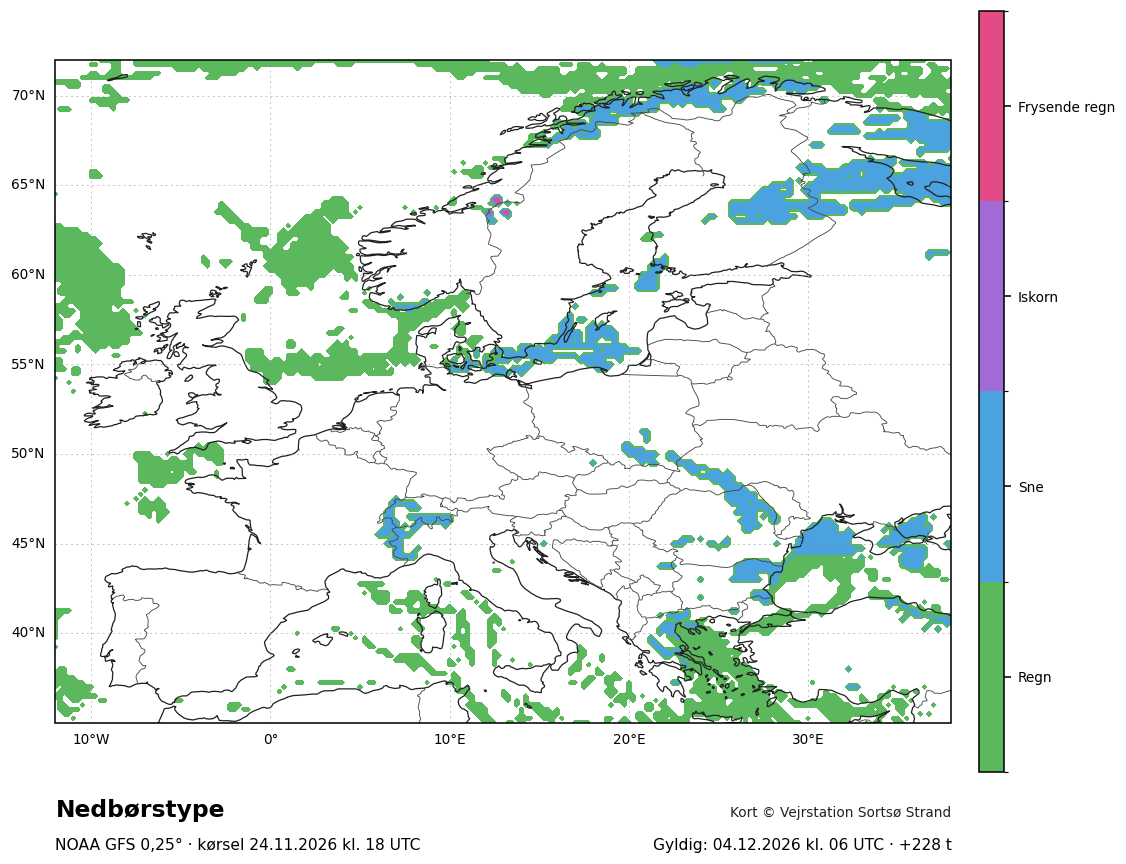 70°N
65°N
60°N
55°N
50°N
45°N
40°N
10°W
0°
10°E
20°E
30°E
Frysende regn
Iskorn
Sne
Regn
Nedbørstype
Kort © Vejrstation Sortsø Strand
NOAA GFS 0,25° · kørsel 24.11.2026 kl. 18 UTC
Gyldig: 04.12.2026 kl. 06 UTC · +228 t